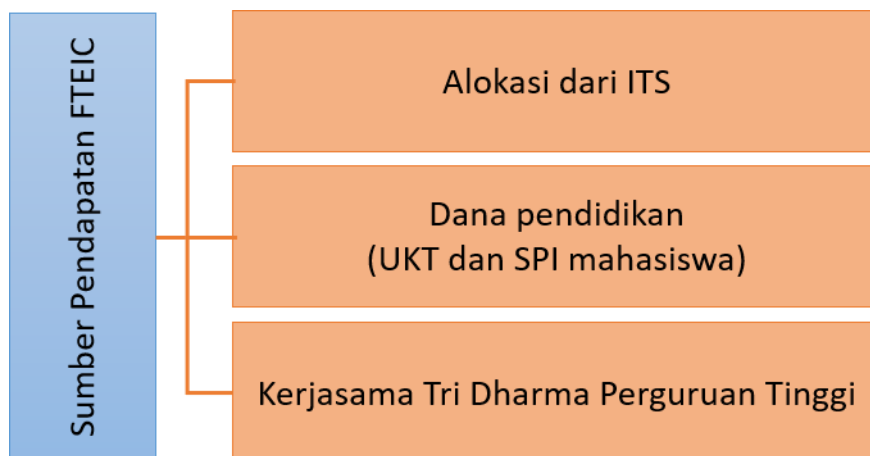 Sumber Pendapatan FTEIC
Alokasi dari ITS
Dana pendidikan
(UKT dan SPI mahasiswa)
Kerjasama Tri Dharma Perguruan Tinggi